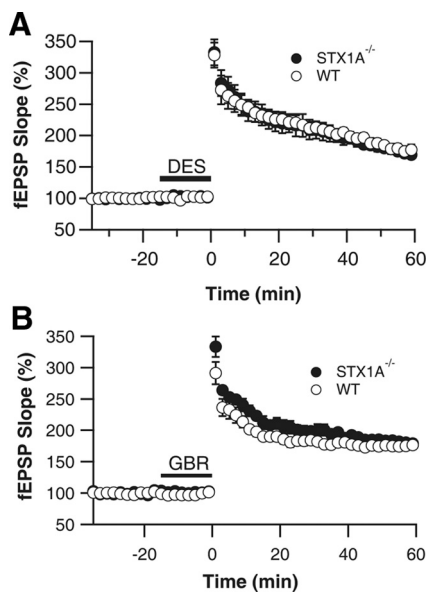 A
fEPSP Slope (%)
350
300
250
200
150
100
50
STX1A-/-
WT
DES
-20
0
20
40
60
Time (min)
B
fEPSP Slope (%)
350
300
250
200
150
100
50
STX1A-/-
WT
GBR
-20
0
20
40
60
Time (min)